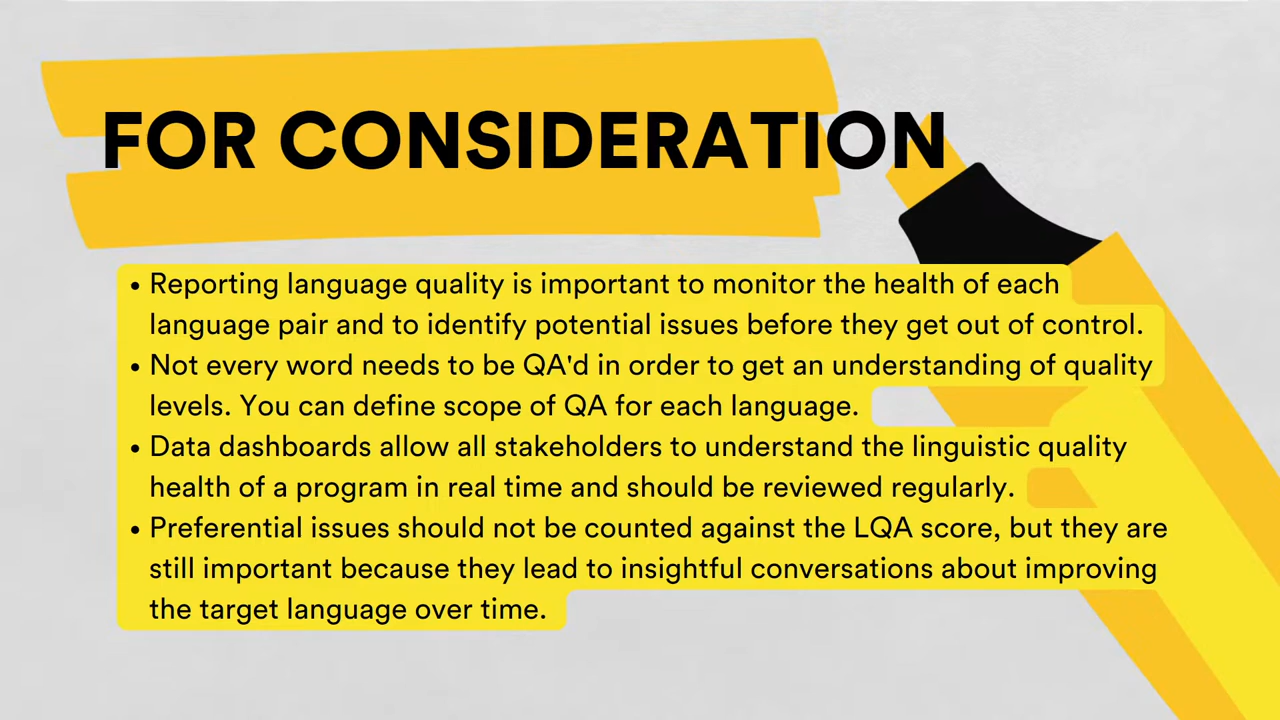 FOR CONSIDERATION
• Reporting language quality is important to monitor the health of each
language pair and to identify potential issues before they get out of control.
• Not every word needs to be QA'd in order to get an understanding of quality
levels. You can define scope of QA for each language.
• Data dashboards allow all stakeholders to understand the linguistic quality
health of a program in real time and should be reviewed regularly.
• Preferential issues should not be counted against the LQA score, but they are
still important because they lead to insightful conversations about improving
the target language over time.